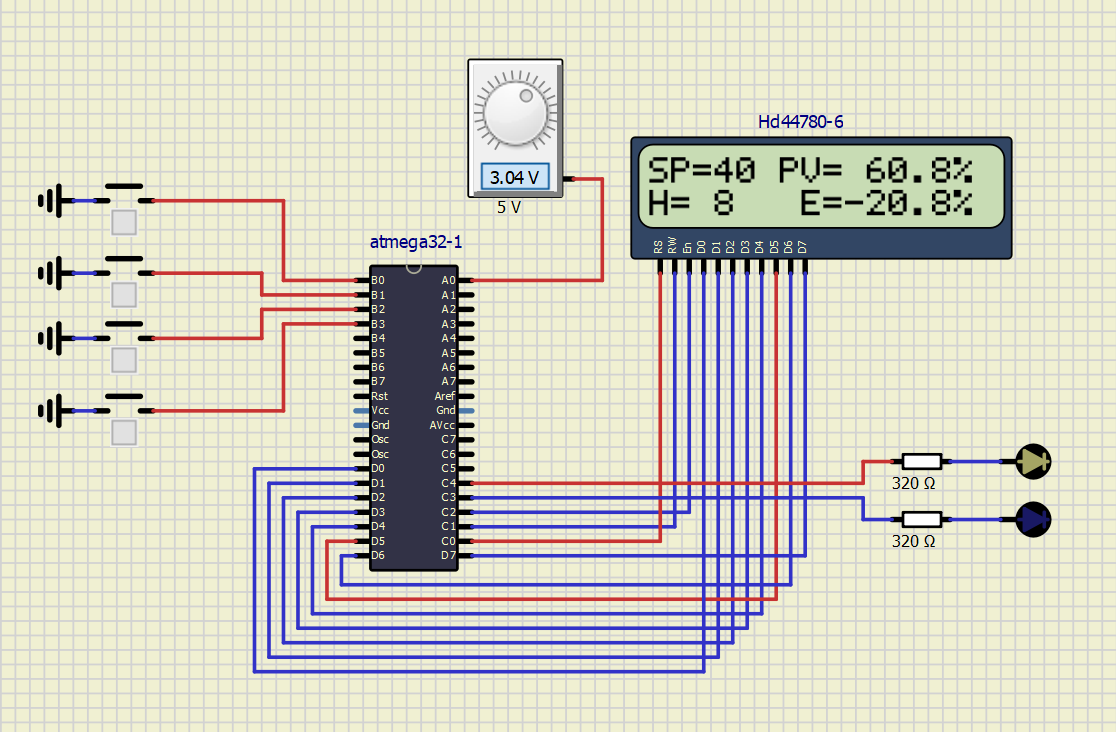 Hd44780-6
SP=40 PV= 60.8%
H= 8 E=-20.8%
RS RW En D0 D1 D2 D3 D4 D5 D6 D7
3.04 V
5 V
atmega32-1
B0 A0
B1 A1
B2 A2
B3 A3
B4 A4
B5 A5
B6 A6
B7 A7
Rst Aref
Vcc Gnd
Gnd AVcc
Osc C7
Osc C6
D0 C5
D1 C4
D2 C3
D3 C2
D4 C1
D5 C0
D6 D7
320 Ω
320 Ω